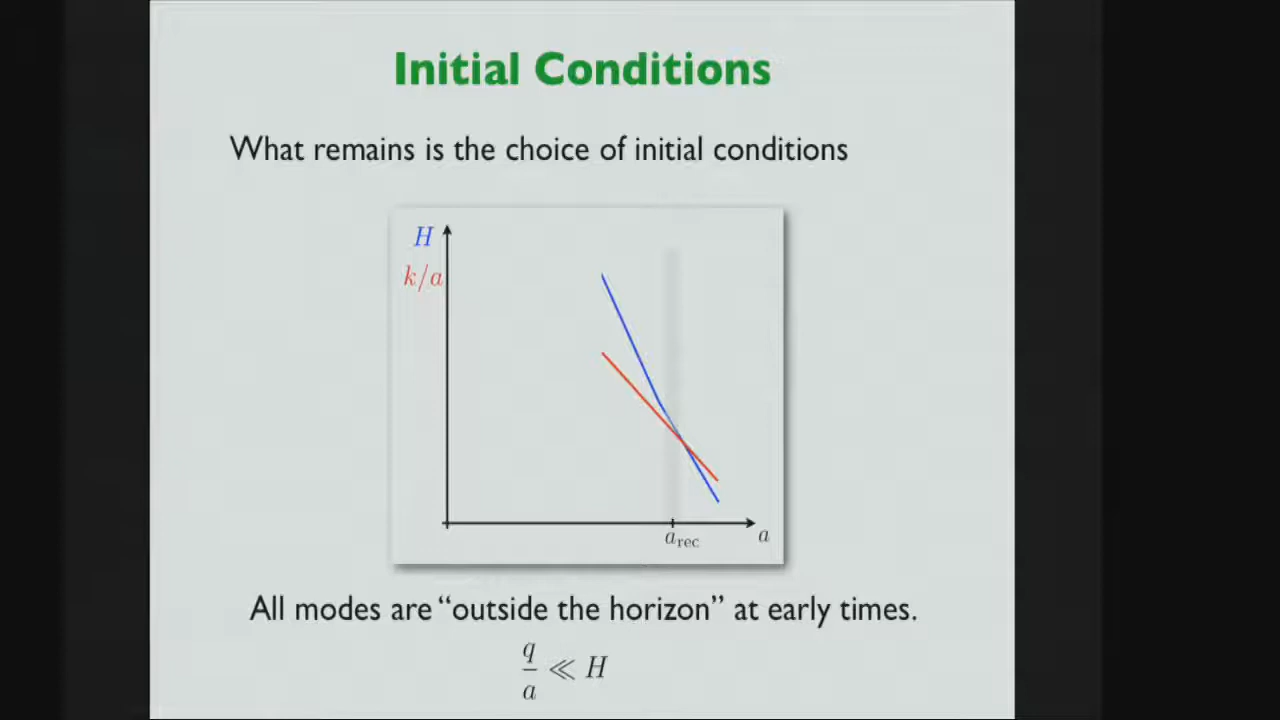 Initial Conditions
What remains is the choice of initial conditions
H
k/a
a_rec
a
All modes are “outside the horizon” at early times.
q/a ≪ H